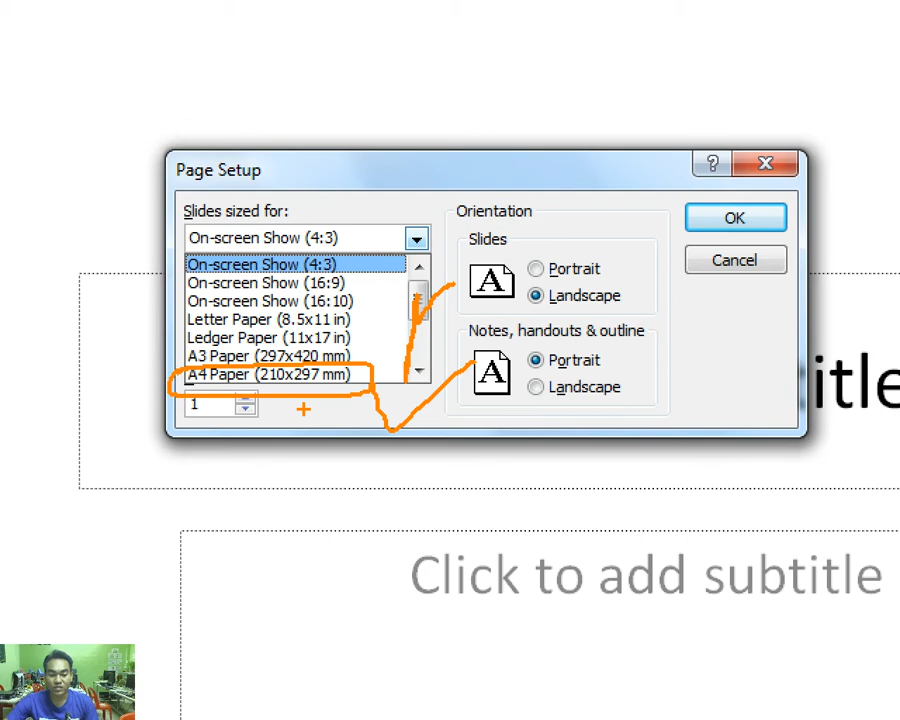 Page Setup
?
Slides sized for:
On-screen Show (4:3)
On-screen Show (4:3)
On-screen Show (16:9)
On-screen Show (16:10)
Letter Paper (8.5x11 in)
Ledger Paper (11x17 in)
A3 Paper (297x420 mm)
A4 Paper (210x297 mm)
1
Orientation
Slides
A
Portrait
Landscape
Notes, handouts & outline
A
Portrait
Landscape
OK
Cancel
itle
Click to add subtitle